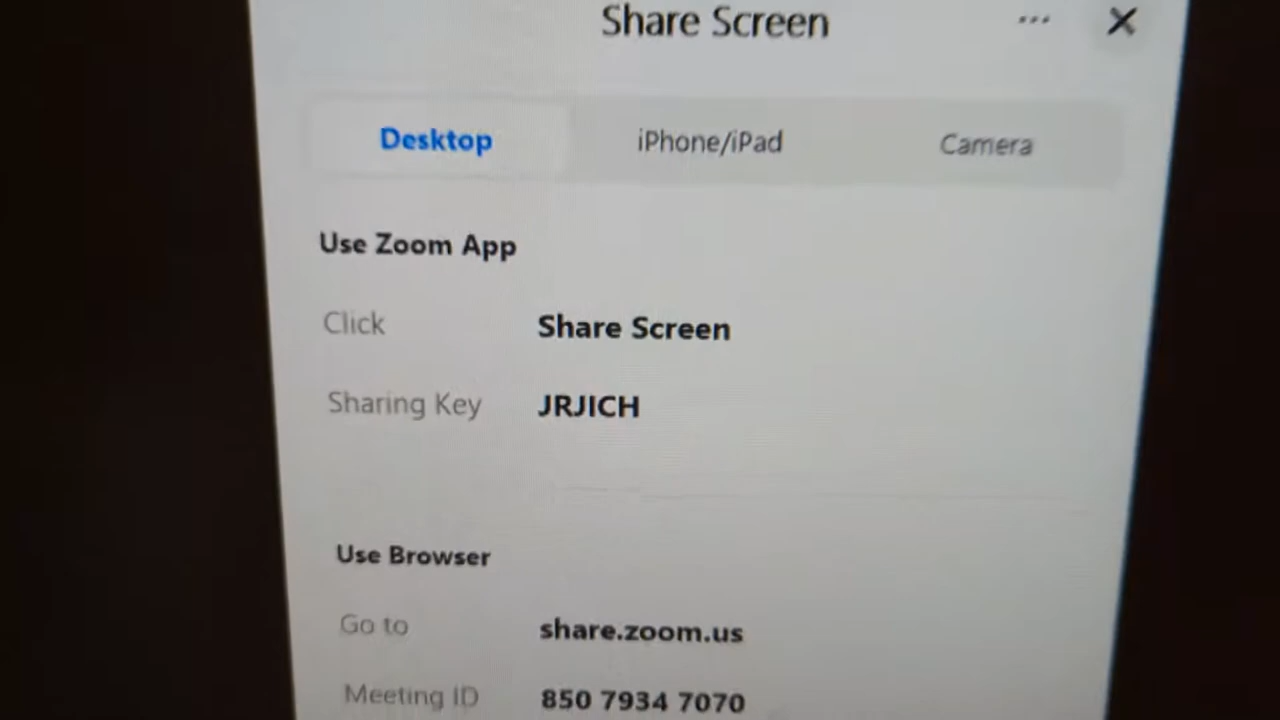 Share Screen ... X
Desktop iPhone/iPad Camera
Use Zoom App
Click Share Screen
Sharing Key JRJICH
Use Browser
Go to share.zoom.us
Meeting ID 850 7934 7070